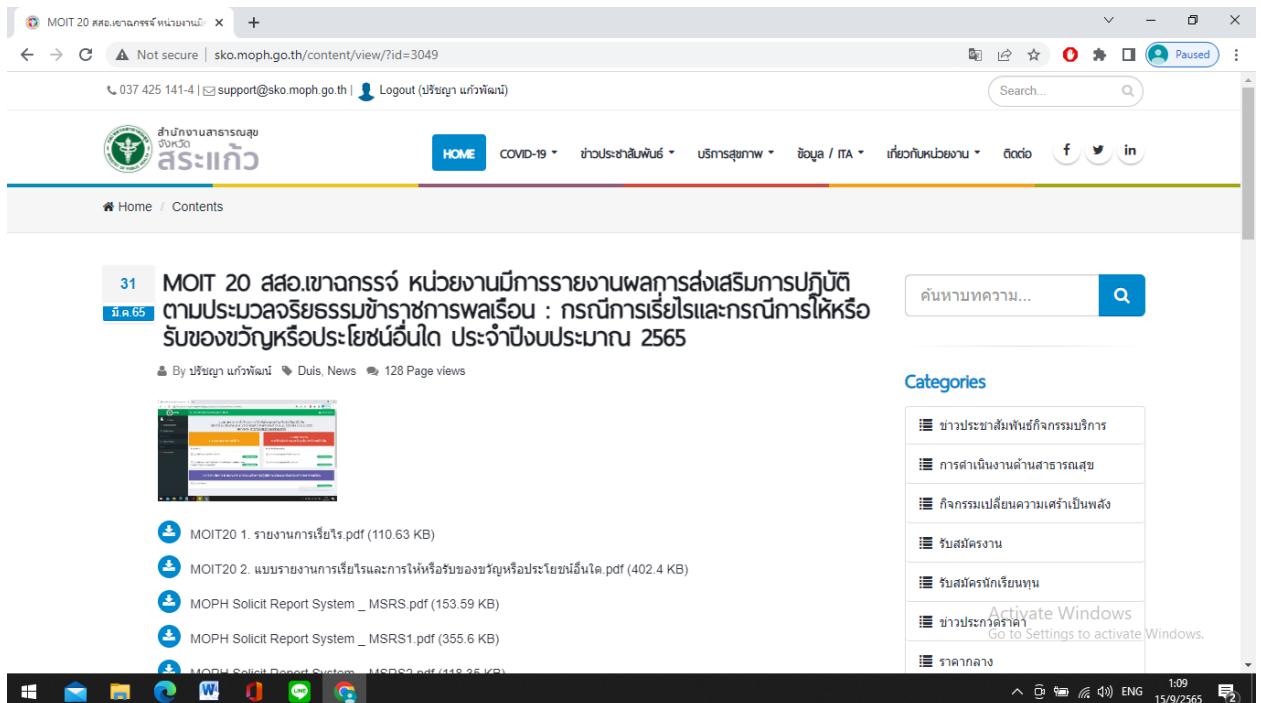 MOIT 20 สสอ.เขาฉกรรจ์ หน่วยงานมี
Not secure | sko.moph.go.th/content/view/?id=3049
Paused
037 425 141-4 | support@sko.moph.go.th | Logout (ปรัชญา แก้วพัฒน์)
Search...
สำนักงานสาธารณสุข
จังหวัด
สระแก้ว
HOME COVID-19 ข่าวประชาสัมพันธ์ บริการสุขภาพ ข้อมูล / ITA เกี่ยวกับหน่วยงาน ติดต่อ
Home / Contents
31
มี.ค.65
MOIT 20 สสอ.เขาฉกรรจ์ หน่วยงานมีการรายงานผลการส่งเสริมการปฏิบัติ
ตามประมวลจริยธรรมข้าราชการพลเรือน : กรณีการเรี่ยไรและกรณีการให้หรือ
รับของขวัญหรือประโยชน์อื่นใด ประจำปีงบประมาณ 2565
By ปรัชญา แก้วพัฒน์ Duis, News 128 Page views
MOIT20 1. รายงานการเรี่ยไร.pdf (110.63 KB)
MOIT20 2. แบบรายงานการเรี่ยไรและการให้หรือรับของขวัญหรือประโยชน์อื่นใด.pdf (402.4 KB)
MOPH Solicit Report System _ MSRS.pdf (153.59 KB)
MOPH Solicit Report System _ MSRS1.pdf (355.6 KB)
MOPH Solicit Report System _ MSRS2.pdf (118.35 KB)
ค้นหาบทความ...
Categories
ข่าวประชาสัมพันธ์กิจกรรมบริการ
การดำเนินงานด้านสาธารณสุข
กิจกรรมเปลี่ยนความเศร้าเป็นพลัง
รับสมัครงาน
รับสมัครนักเรียนทุน
ข่าวประกวดราคา
ราคากลาง
Activate Windows
Go to Settings to activate Windows.
ENG
1:09
15/9/2565